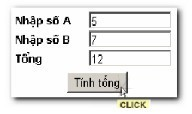 Nhập số A 5
Nhập số B 7
Tổng 12
Tính tổng
CLICK